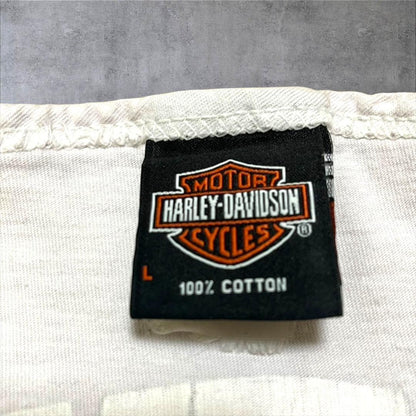 MOTOR
HARLEY-DAVIDSON
CYCLES ®
L
100% COTTON